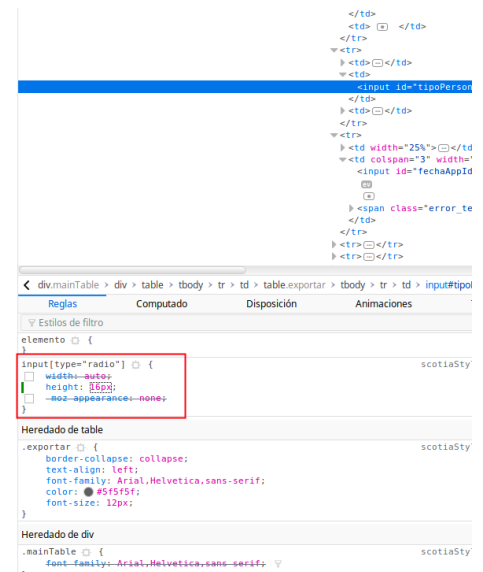 </td>
<td> </td>
</tr>
<tr>
<td></td>
<td>
<input id="tipoPerson
</td>
<td></td>
</tr>
<tr>
<td width="25%"></td>
<td colspan="3" width="
<input id="fechaAppId
ev
<span class="error_te
</td>
</tr>
<tr></tr>
<tr></tr>
div.mainTable > div > table > tbody > tr > td > table.exportar > tbody > tr > td > input#tipoP
Reglas Computado Disposición Animaciones
Estilos de filtro
elemento {
}
input[type="radio"] { scotiaSty
width: auto;
height: 16px;
-moz-appearance: none;
}
Heredado de table
.exportar { scotiaSty
border-collapse: collapse;
text-align: left;
font-family: Arial,Helvetica,sans-serif;
color: #5f5f5f;
font-size: 12px;
}
Heredado de div
.mainTable { scotiaSty
font-family: Arial,Helvetica,sans-serif;